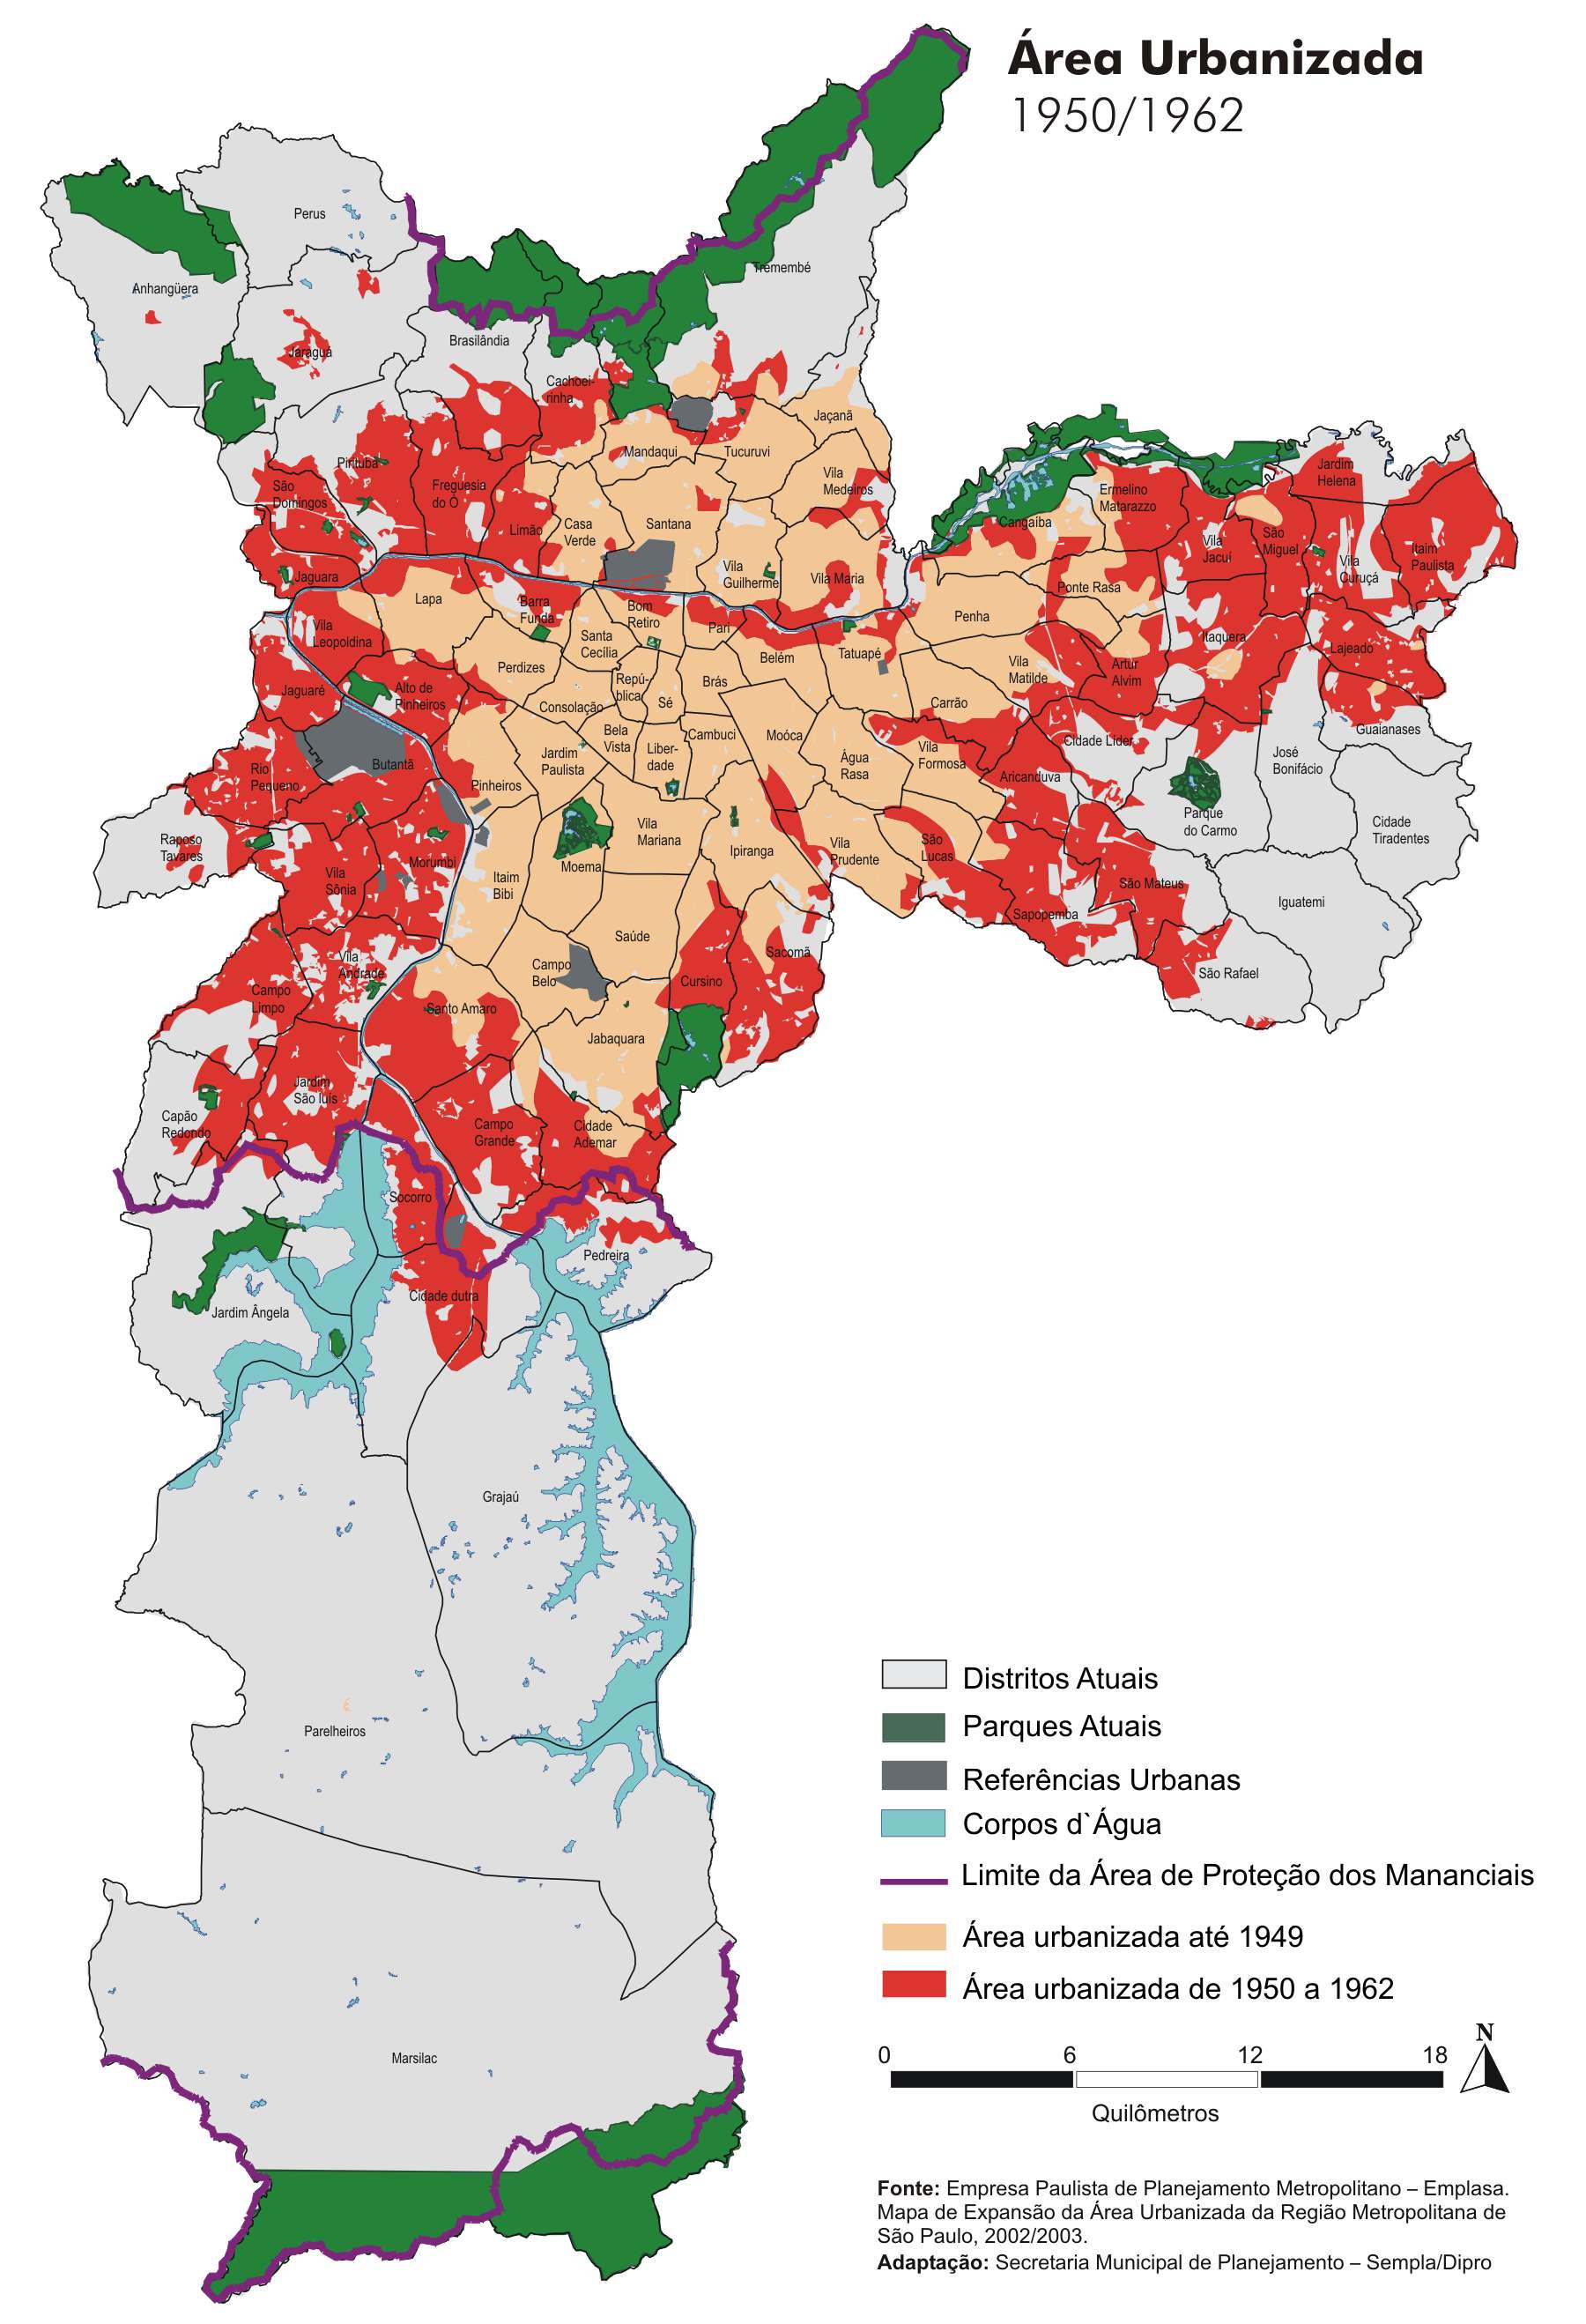 Área Urbanizada
1950/1962
Perus
Anhangüera
Tremembé
Jaraguá
Brasilândia
Cachoei-
rinha
Jaçanã
Mandaqui
Tucuruvi
Pirituba
Vila
Medeiros
São
Domingos
Freguesia
do Ó
Limão
Casa
Verde
Santana
Jardim
Helena
Ermelino
Matarazzo
Cangaíba
Vila
Jacuí
São
Miguel
Vila
Curuçá
Itaim
Paulista
Jaguara
Lapa
Barra
Funda
Bom
Retiro
Vila
Guilherme
Vila Maria
Ponte Rasa
Penha
Vila
Leopoldina
Santa
Cecília
Pari
Perdizes
Belém
Tatuapé
Vila
Matilde
Artur
Alvim
Itaquera
Lajeado
Jaguaré
Alto de
Pinheiros
Consolação
Repú-
blica
Sé
Brás
Carrão
Guaianases
Butantã
Rio
Pequeno
Pinheiros
Jardim
Paulista
Bela
Vista
Liber-
dade
Cambuci
Moóca
Água
Rasa
Vila
Formosa
Aricanduva
Cidade Líder
José
Bonifácio
Parque
do Carmo
Cidade
Tiradentes
Raposo
Tavares
Vila
Sônia
Morumbi
Itaim
Bibi
Moema
Vila
Mariana
Ipiranga
Vila
Prudente
São
Lucas
São Mateus
Sapopemba
Iguatemi
São Rafael
Vila
Andrade
Campo
Limpo
Campo
Belo
Saúde
Cursino
Sacomã
Santo Amaro
Jabaquara
Jardim
São luís
Capão
Redondo
Campo
Grande
Cidade
Ademar
Socorro
Pedreira
Cidade dutra
Jardim Ângela
Grajaú
Parelheiros
Marsilac
Distritos Atuais
Parques Atuais
Referências Urbanas
Corpos d`Água
Limite da Área de Proteção dos Mananciais
Área urbanizada até 1949
Área urbanizada de 1950 a 1962
0 6 12 18
N
Quilômetros
Fonte: Empresa Paulista de Planejamento Metropolitano – Emplasa.
Mapa de Expansão da Área Urbanizada da Região Metropolitana de
São Paulo, 2002/2003.
Adaptação: Secretaria Municipal de Planejamento – Sempla/Dipro